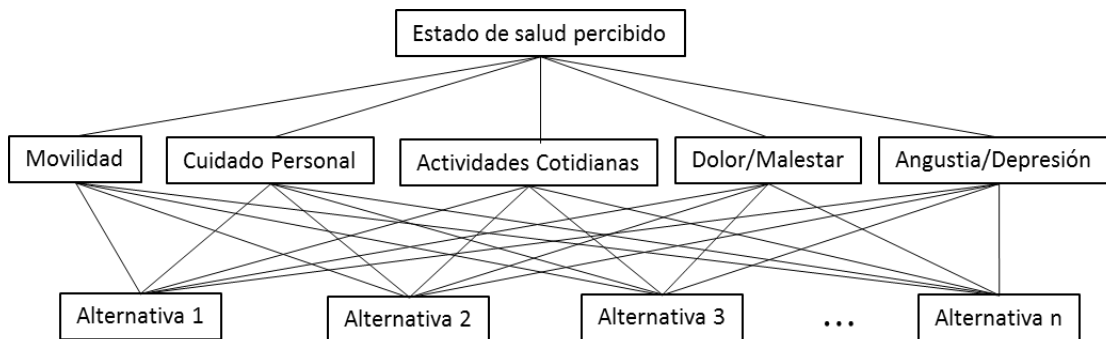 Estado de salud percibido
Movilidad
Cuidado Personal
Actividades Cotidianas
Dolor/Malestar
Angustia/Depresión
Alternativa 1
Alternativa 2
Alternativa 3
...
Alternativa n